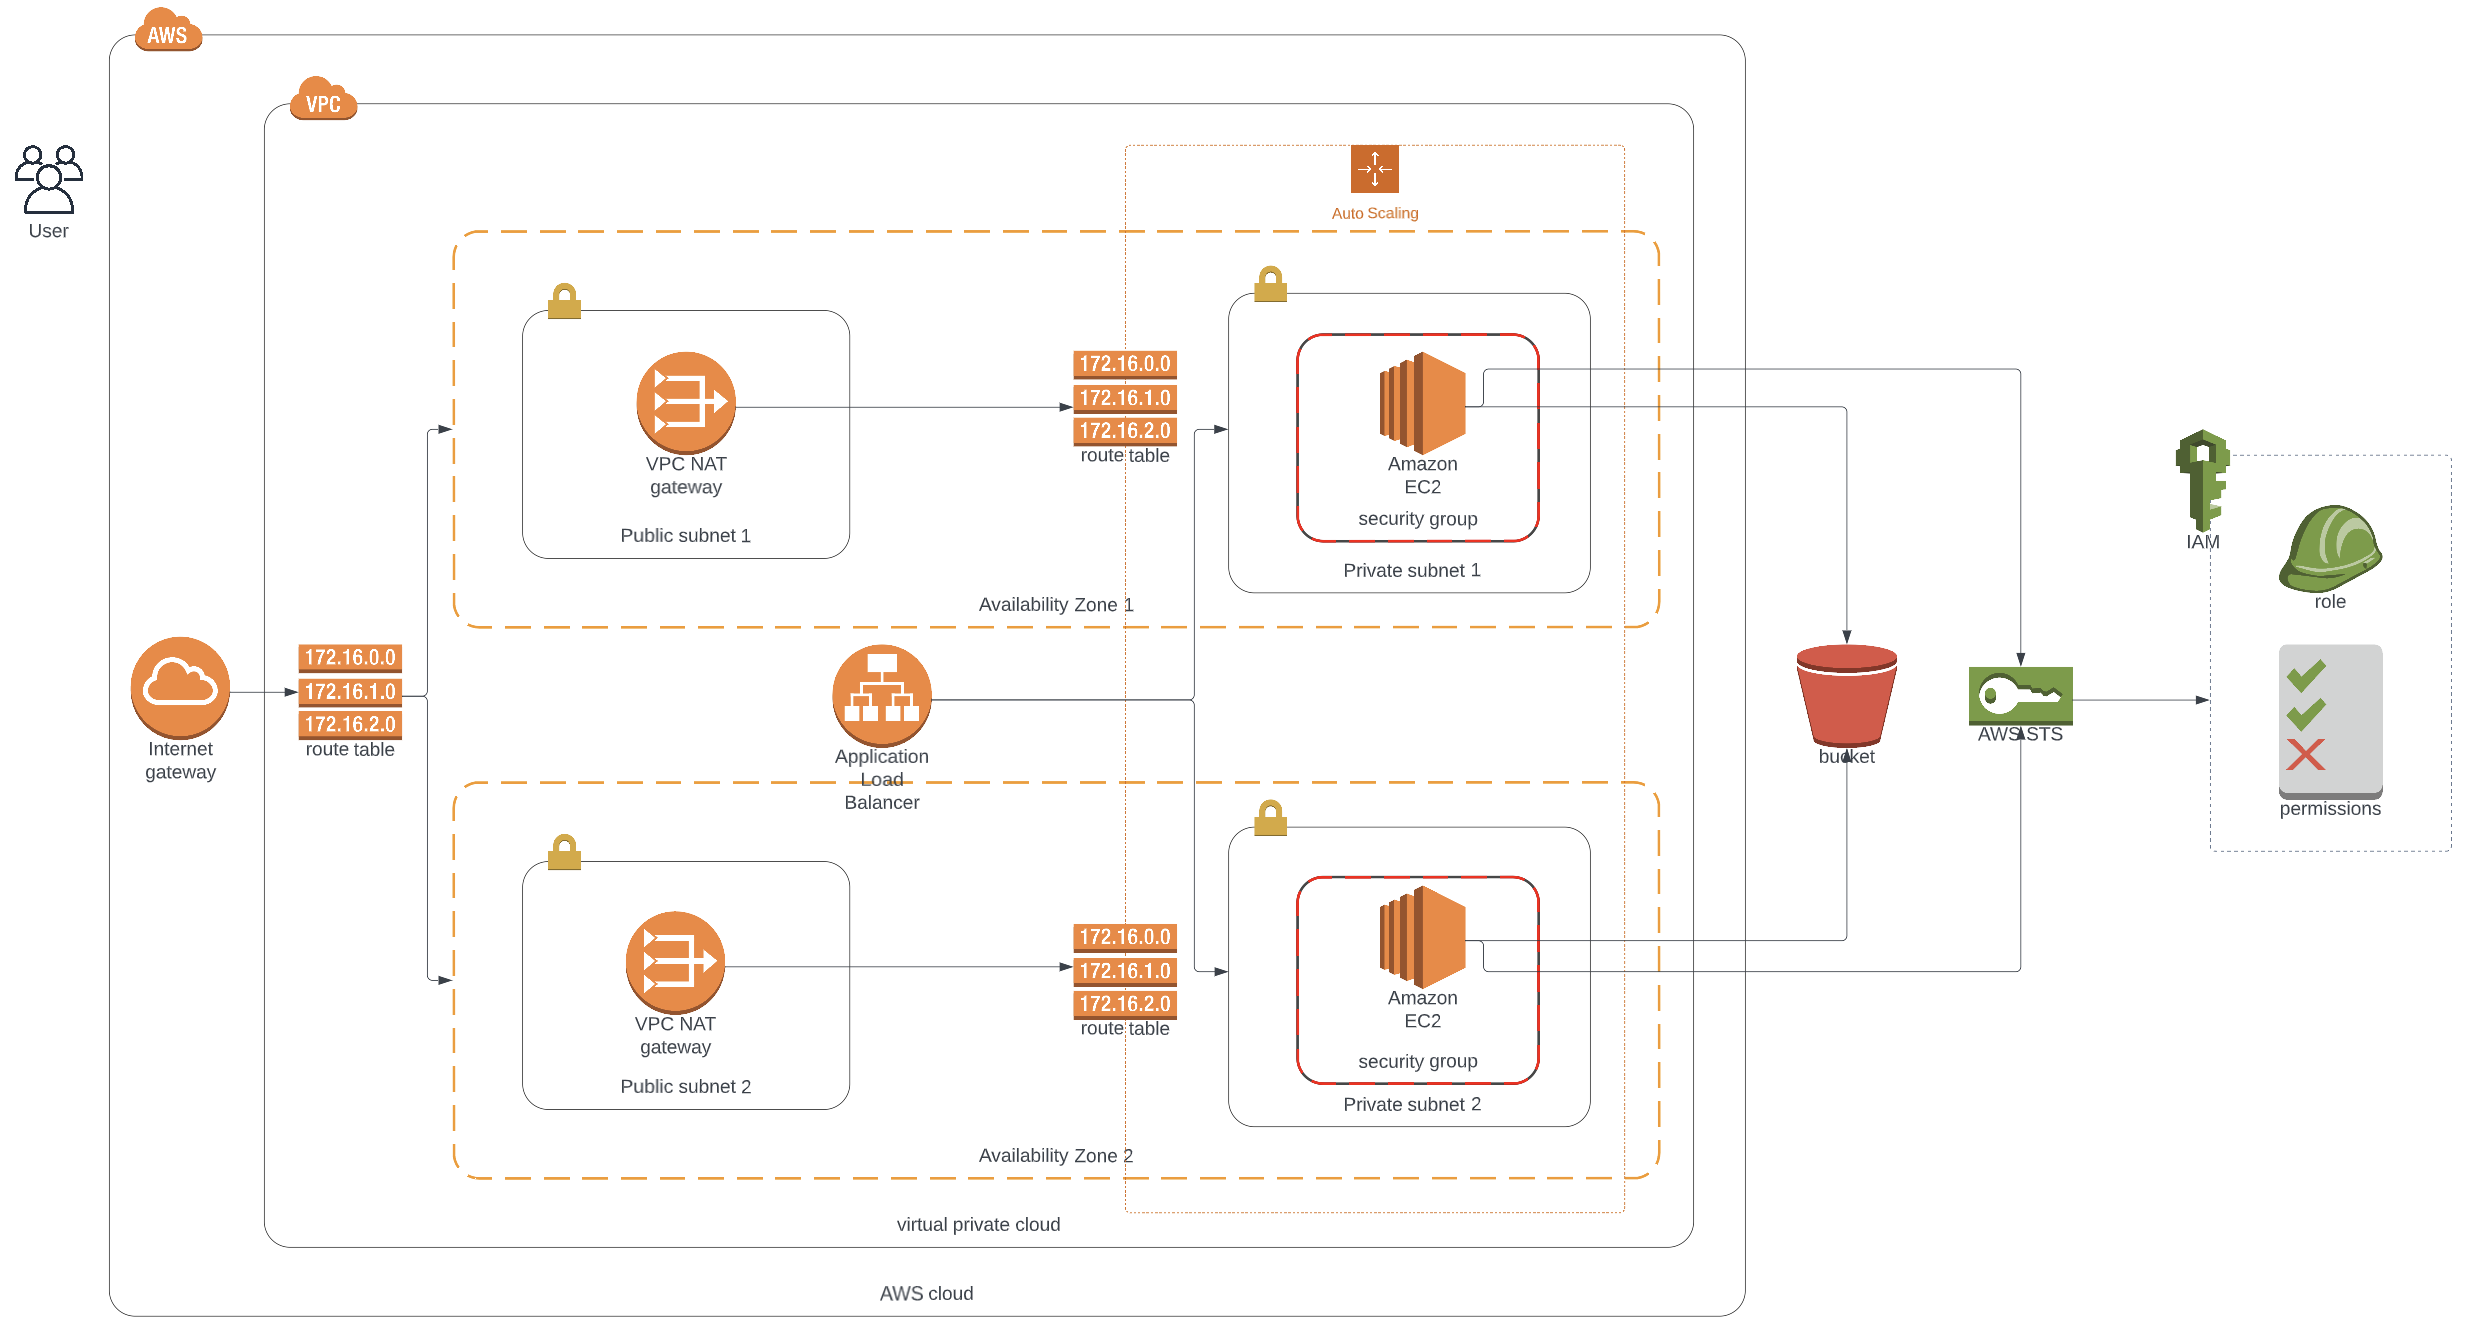 AWS
VPC
User
Auto Scaling
172.16.0.0
172.16.1.0
172.16.2.0
route table
VPC NAT
gateway
Public subnet 1
Amazon
EC2
security group
Private subnet 1
Availability Zone 1
IAM
role
permissions
Internet
gateway
172.16.0.0
172.16.1.0
172.16.2.0
route table
Application
Load
Balancer
bucket
AWS STS
172.16.0.0
172.16.1.0
172.16.2.0
route table
VPC NAT
gateway
Public subnet 2
Amazon
EC2
security group
Private subnet 2
Availability Zone 2
virtual private cloud
AWS cloud